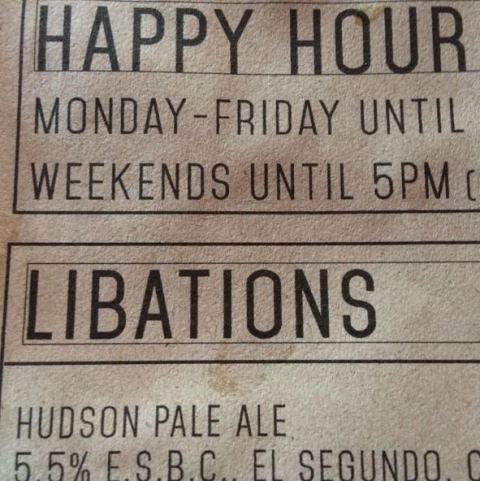 HAPPY HOUR
MONDAY-FRIDAY UNTIL
WEEKENDS UNTIL 5PM (
LIBATIONS
HUDSON PALE ALE
5.5% E.S.B.C., EL SEGUNDO, C